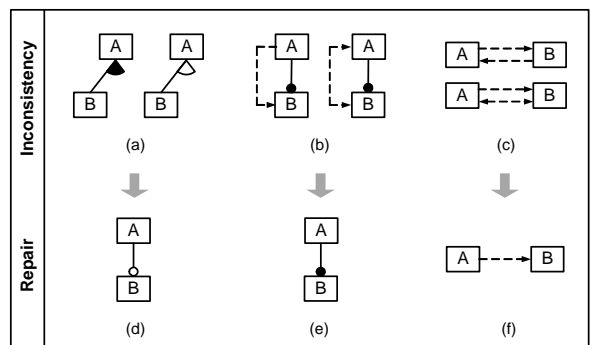 Inconsistency
A A
B B
(a)
A A
B B
(b)
A B
A B
(c)
Repair
A
B
(d)
A
B
(e)
A B
(f)